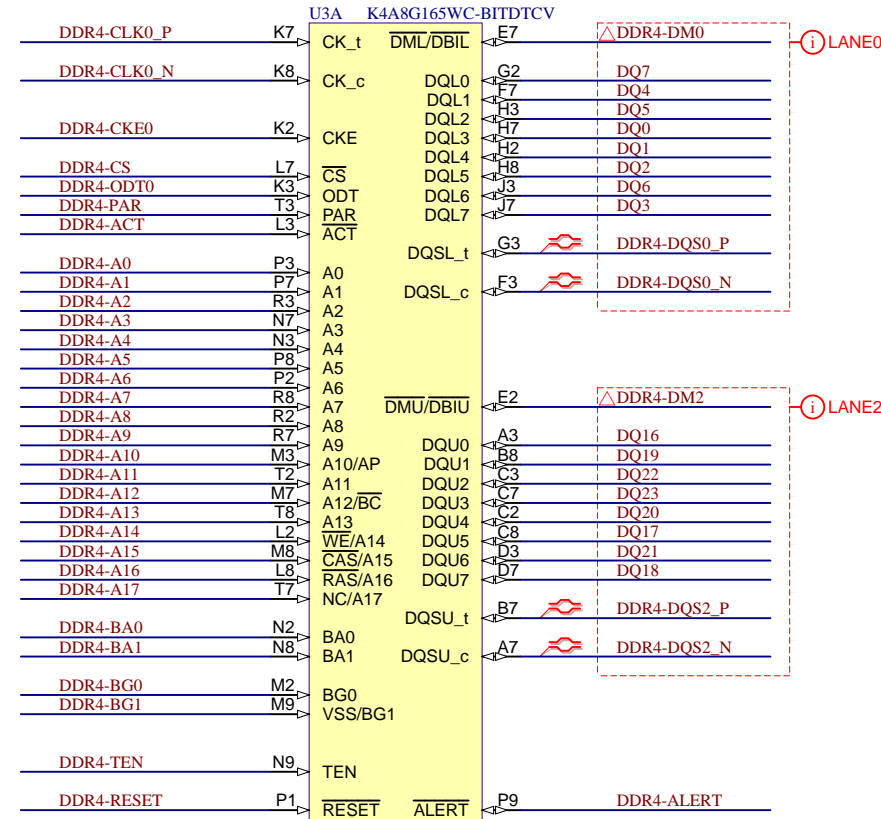 U3A K4A8G165WC-BITDTCV
DDR4-CLK0_P K7 CK_t DML/DBIL E7 DDR4-DM0 i LANE0
DDR4-CLK0_N K8 CK_c DQL0 G2 DQ7
DQL1 F7 DQ4
DQL2 H3 DQ5
DDR4-CKE0 K2 CKE DQL3 H7 DQ0
DQL4 H2 DQ1
DDR4-CS L7 CS DQL5 H8 DQ2
DDR4-ODT0 K3 ODT DQL6 J3 DQ6
DDR4-PAR T3 PAR DQL7 J7 DQ3
DDR4-ACT L3 ACT
DQSL_t G3 DDR4-DQS0_P
DDR4-A0 P3 A0
DDR4-A1 P7 A1 DQSL_c F3 DDR4-DQS0_N
DDR4-A2 R3 A2
DDR4-A3 N7 A3
DDR4-A4 N3 A4
DDR4-A5 P8 A5
DDR4-A6 P2 A6
DDR4-A7 R8 A7 DMU/DBIU E2 DDR4-DM2 i LANE2
DDR4-A8 R2 A8
DDR4-A9 R7 A9 DQU0 A3 DQ16
DDR4-A10 M3 A10/AP DQU1 B8 DQ19
DDR4-A11 T2 A11 DQU2 C3 DQ22
DDR4-A12 M7 A12/BC DQU3 C7 DQ23
DDR4-A13 T8 A13 DQU4 C2 DQ20
DDR4-A14 L2 WE/A14 DQU5 C8 DQ17
DDR4-A15 M8 CAS/A15 DQU6 D3 DQ21
DDR4-A16 L8 RAS/A16 DQU7 D7 DQ18
DDR4-A17 T7 NC/A17
DQSU_t B7 DDR4-DQS2_P
DDR4-BA0 N2 BA0
DDR4-BA1 N8 BA1 DQSU_c A7 DDR4-DQS2_N
DDR4-BG0 M2 BG0
DDR4-BG1 M9 VSS/BG1
DDR4-TEN N9 TEN
DDR4-RESET P1 RESET ALERT P9 DDR4-ALERT